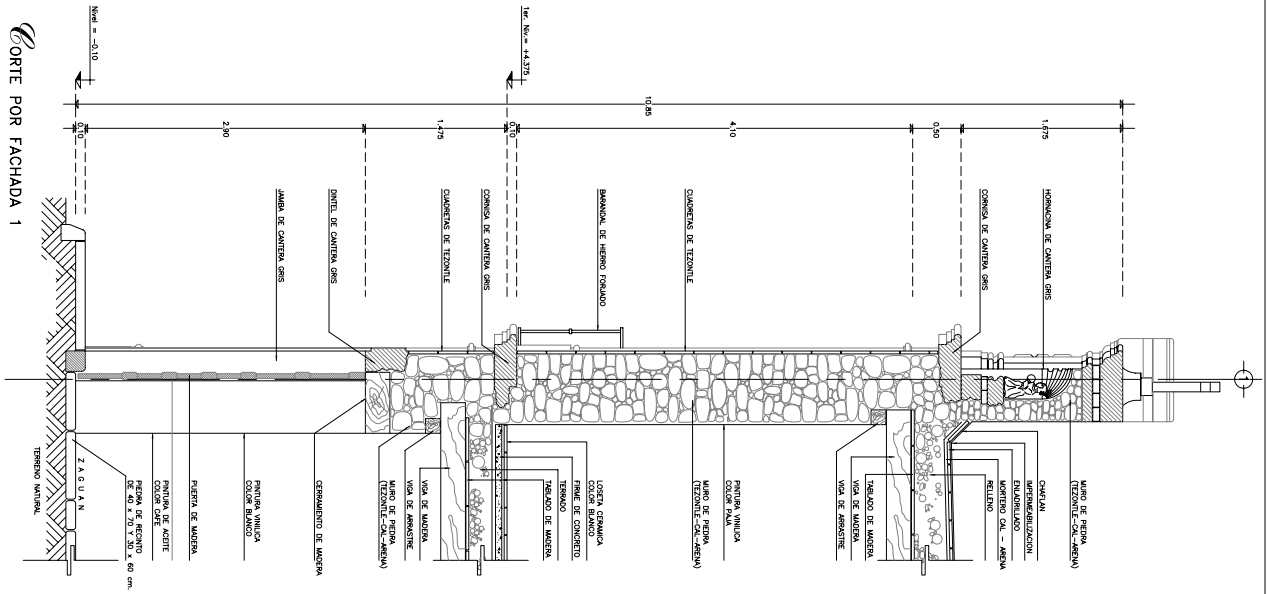 1
10.85
1.675
0.50
4.10
0.10
1.475
2.90
0.10
1er. Niv.= +4.375
Nivel = -0.10
HORNACINA DE CANTERA GRIS
CORNISA DE CANTERA GRIS
CUADRETAS DE TEZONTLE
BARANDAL DE HIERRO FORJADO
CORNISA DE CANTERA GRIS
CUADRETAS DE TEZONTLE
DINTEL DE CANTERA GRIS
JAMBA DE CANTERA GRIS
MURO DE PIEDRA
(TEZONTLE-CAL-ARENA)
CHAFLAN
IMPERMEABILIZACION
ENLADRILLADO
MORTERO CAL - ARENA
RELLENO
TABLADO DE MADERA
VIGA DE MADERA
VIGA DE ARRASTRE
PINTURA VINILICA
COLOR PAJA
MURO DE PIEDRA
(TEZONTLE-CAL-ARENA)
LOSETA CERAMICA
COLOR BLANCO
FIRME DE CONCRETO
TERRADO
TABLADO DE MADERA
VIGA DE MADERA
VIGA DE ARRASTRE
MURO DE PIEDRA
(TEZONTLE-CAL-ARENA)
CERRAMIENTO DE MADERA
PINTURA VINILICA
COLOR BLANCO
PUERTA DE MADERA
PINTURA DE ACEITE
COLOR CAFE
PIEDRA DE RECINTO
DE 40 x 70 Y 30 x 60 cm.
ZAGUAN
TERRENO NATURAL
CORTE POR FACHADA 1